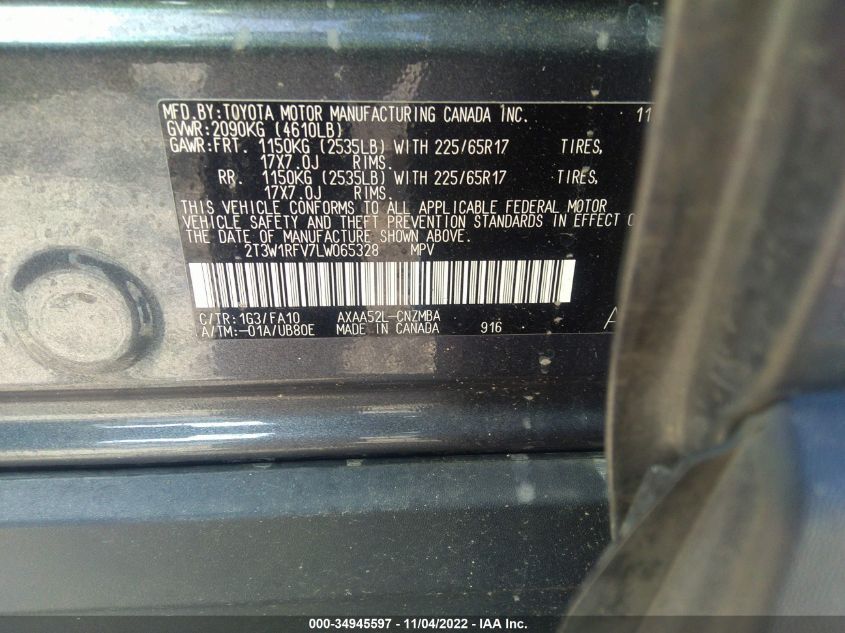 MFD.BY:TOYOTA MOTOR MANUFACTURING CANADA INC. 11
GVWR:2090KG (4610LB)
GAWR:FRT. 1150KG (2535LB) WITH 225/65R17 TIRES,
17X7.0J RIMS.
RR. 1150KG (2535LB) WITH 225/65R17 TIRES,
17X7.0J RIMS.
THIS VEHICLE CONFORMS TO ALL APPLICABLE FEDERAL MOTOR
VEHICLE SAFETY AND THEFT PREVENTION STANDARDS IN EFFECT
THE DATE OF MANUFACTURE SHOWN ABOVE.
2T3W1RFV7LW065328 MPV
C/TR:1G3/FA10 AXAA52L-CNZMBA
A/TM:-01A/UB80E MADE IN CANADA 916
000-34945597 - 11/04/2022 - IAA Inc.